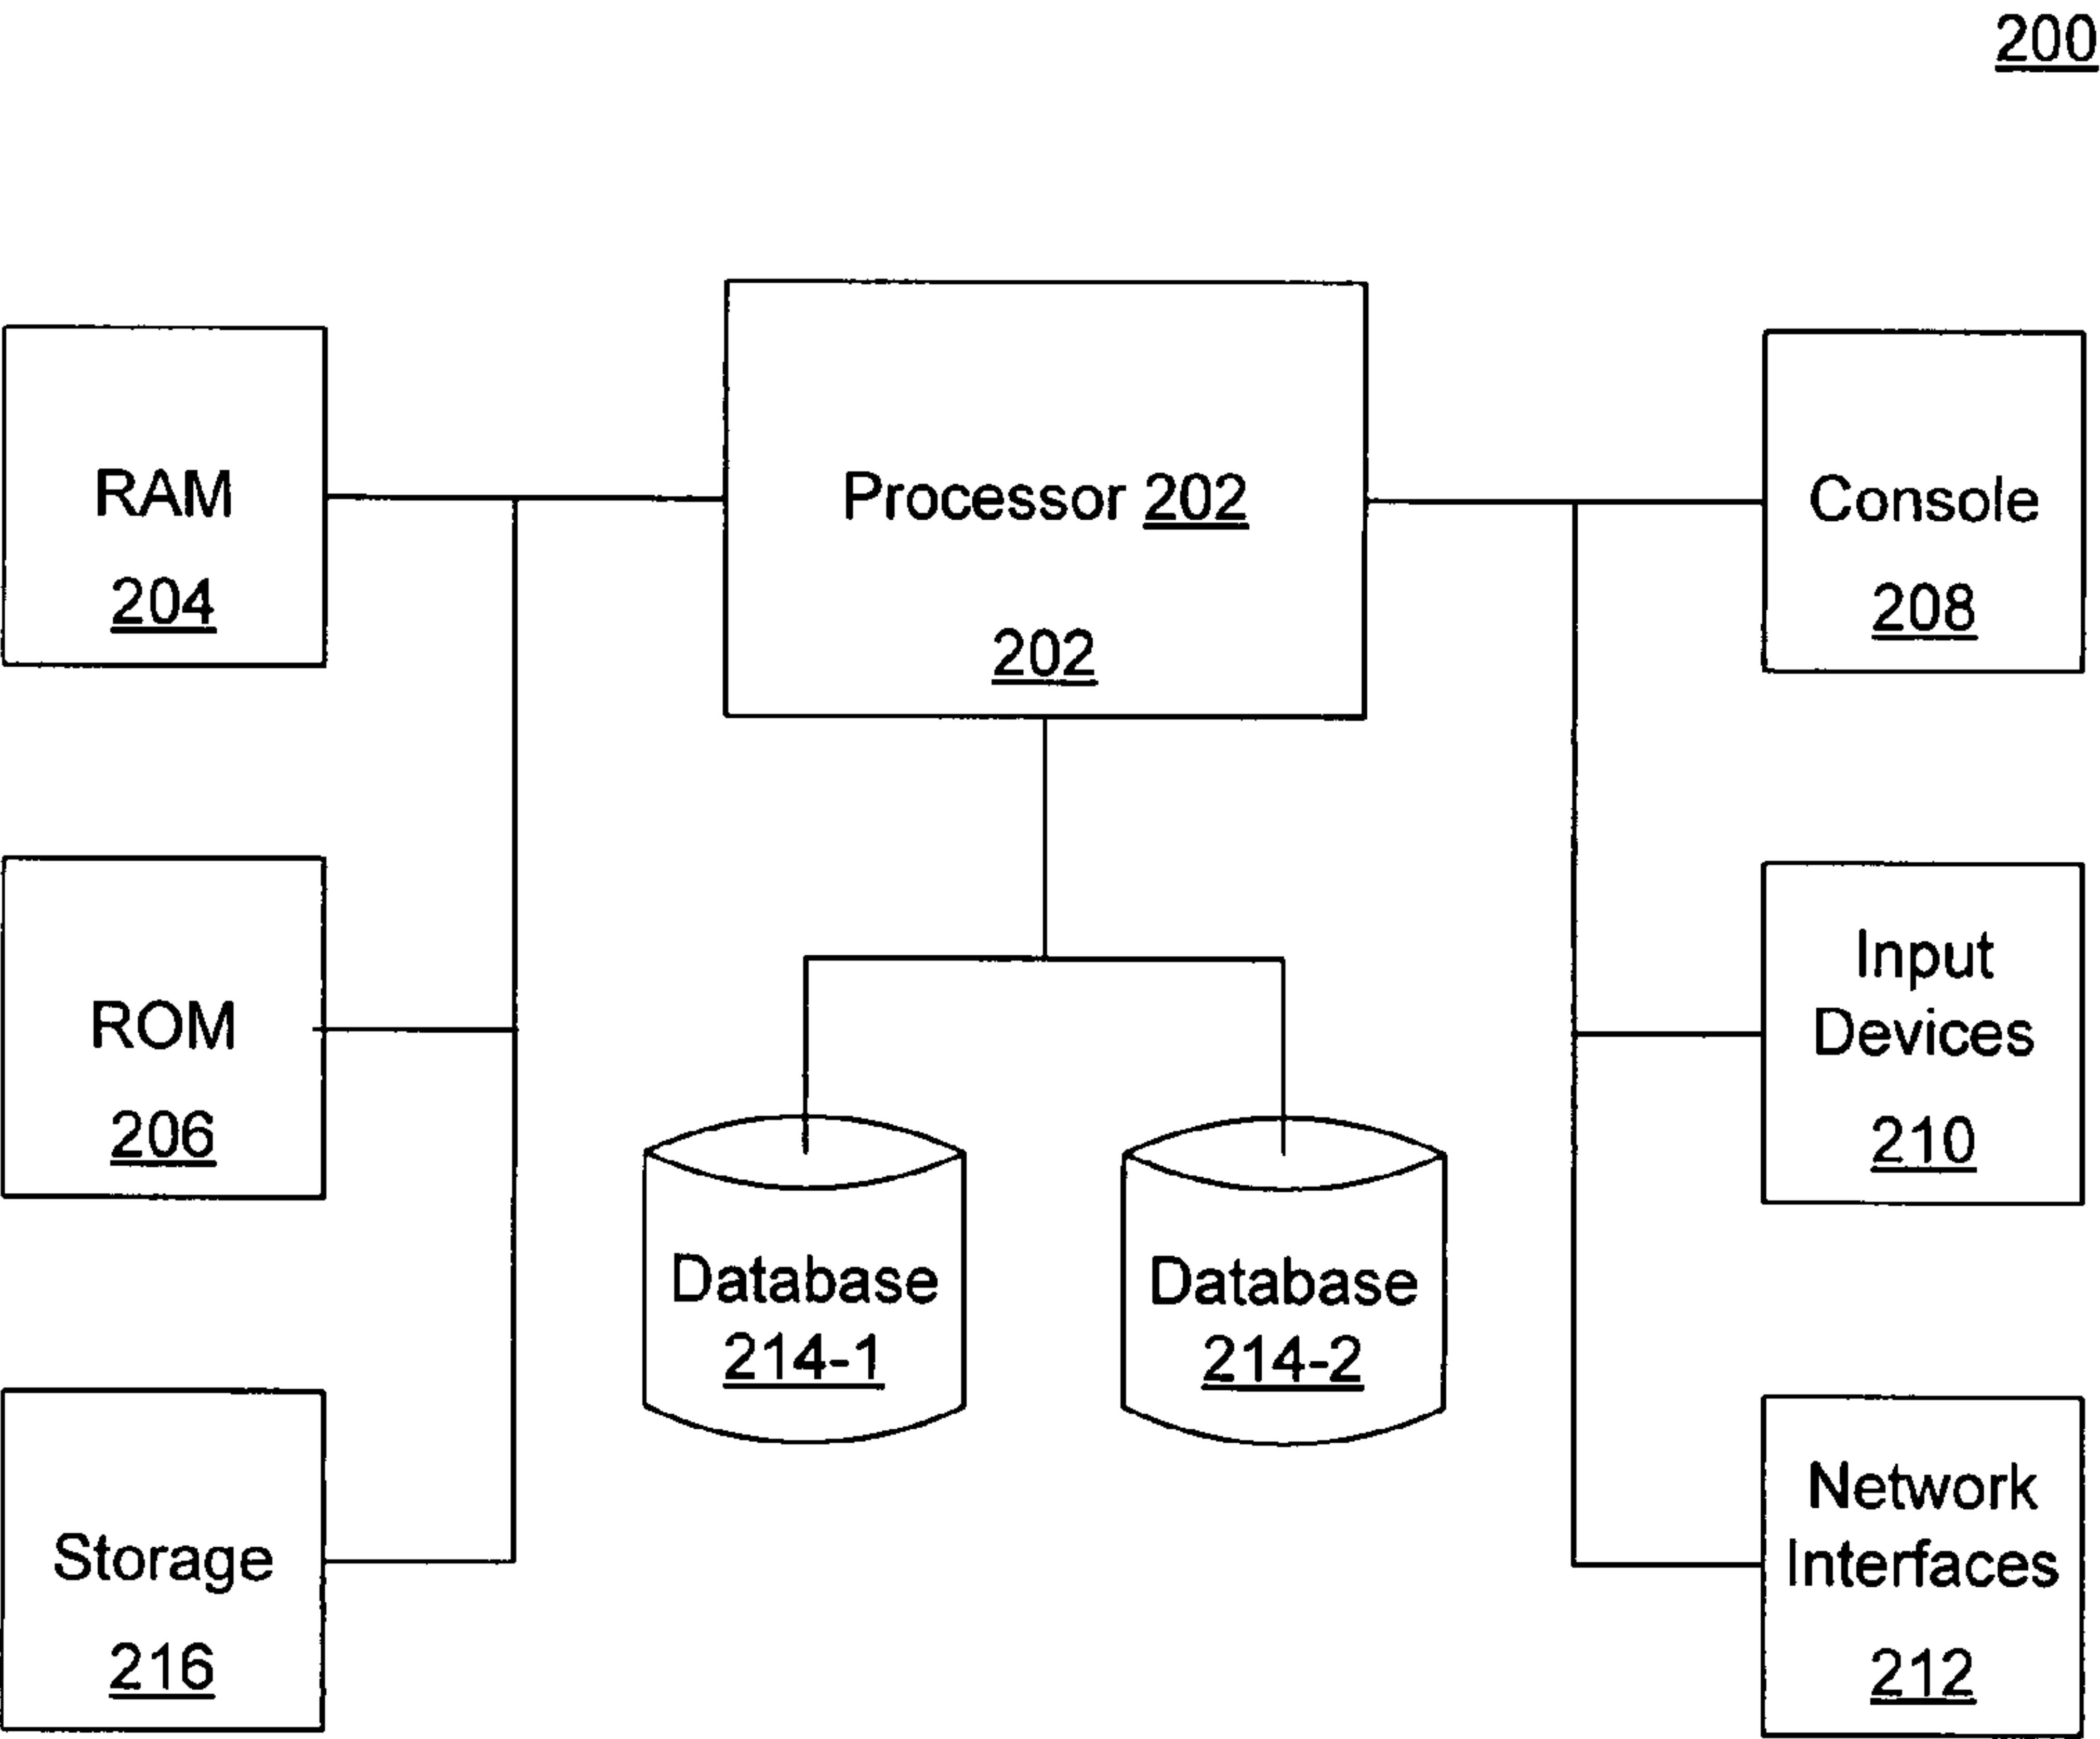 200
RAM
204
Processor 202
202
Console
208
ROM
206
Input
Devices
210
Database
214-1
Database
214-2
Storage
216
Network
Interfaces
212